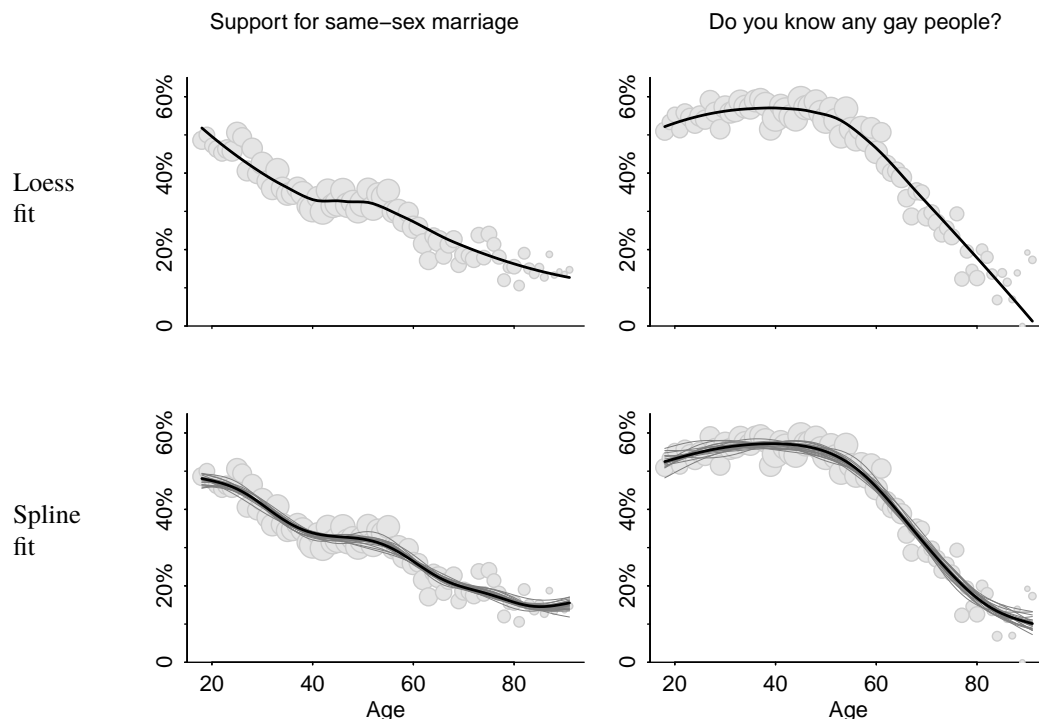 Support for same−sex marriage
Do you know any gay people?
Loess
fit
60%
40%
20%
0
60%
40%
20%
0
Spline
fit
60%
40%
20%
0
20 40 60 80
Age
60%
40%
20%
0
20 40 60 80
Age